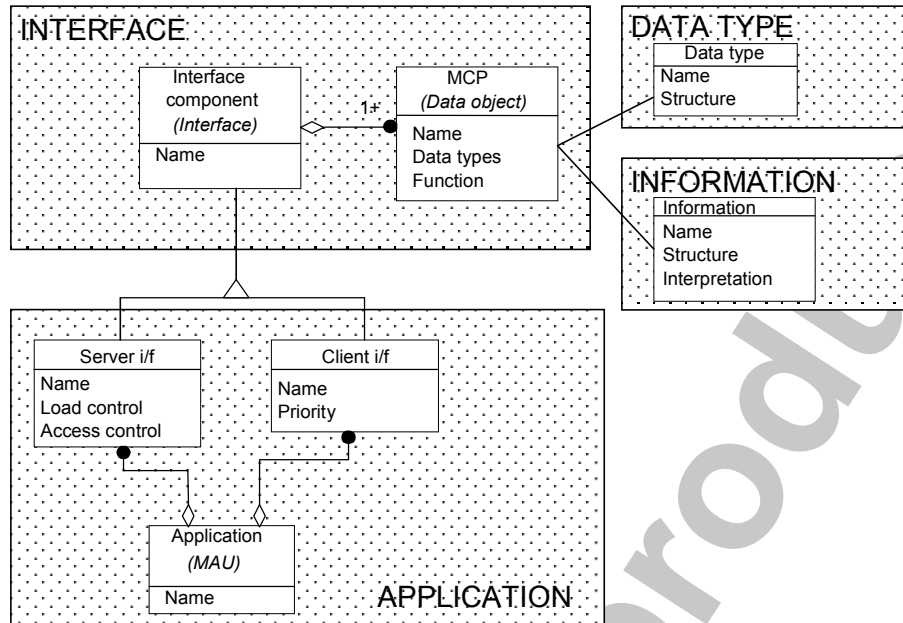 INTERFACE
Interface
component
(Interface)
Name
1+
MCP
(Data object)
Name
Data types
Function
DATA TYPE
Data type
Name
Structure
INFORMATION
Information
Name
Structure
Interpretation
Server i/f
Name
Load control
Access control
Client i/f
Name
Priority
Application
(MAU)
Name
APPLICATION